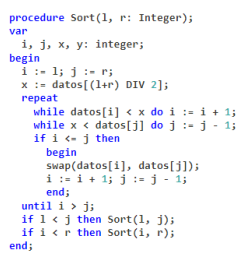 procedure Sort(l, r: Integer);
var
  i, j, x, y: integer;
begin
  i := l; j := r;
  x := datos[(l+r) DIV 2];
  repeat
    while datos[i] < x do i := i + 1;
    while x < datos[j] do j := j - 1;
    if i <= j then
      begin
      swap(datos[i], datos[j]);
      i := i + 1; j := j - 1;
      end;
  until i > j;
  if l < j then Sort(l, j);
  if i < r then Sort(i, r);
end;